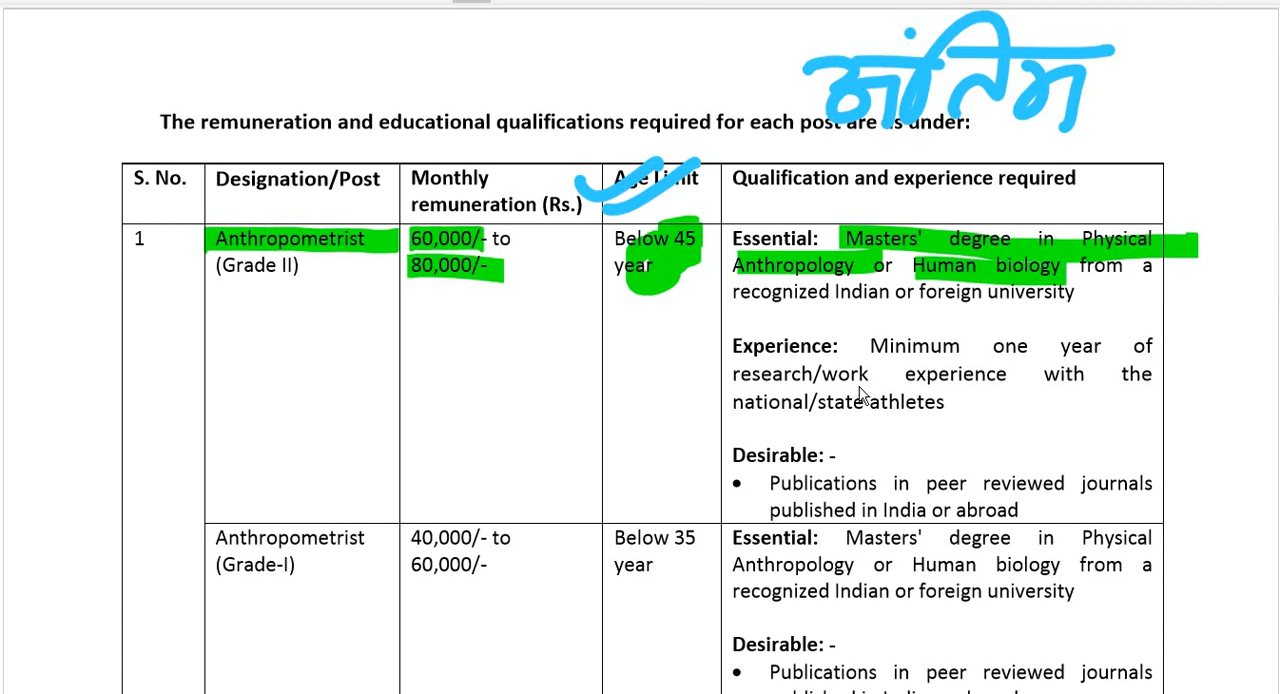 अंतिम
The remuneration and educational qualifications required for each post are as under:
S. No.
Designation/Post
Monthly
remuneration (Rs.)
Age Limit
Qualification and experience required
1
Anthropometrist
(Grade II)
60,000/- to
80,000/-
Below 45
year
Essential: Masters' degree in Physical
Anthropology or Human biology from a
recognized Indian or foreign university
Experience: Minimum one year of
research/work experience with the
national/state athletes
Desirable: -
• Publications in peer reviewed journals
published in India or abroad
Anthropometrist
(Grade-I)
40,000/- to
60,000/-
Below 35
year
Essential: Masters' degree in Physical
Anthropology or Human biology from a
recognized Indian or foreign university
Desirable: -
• Publications in peer reviewed journals